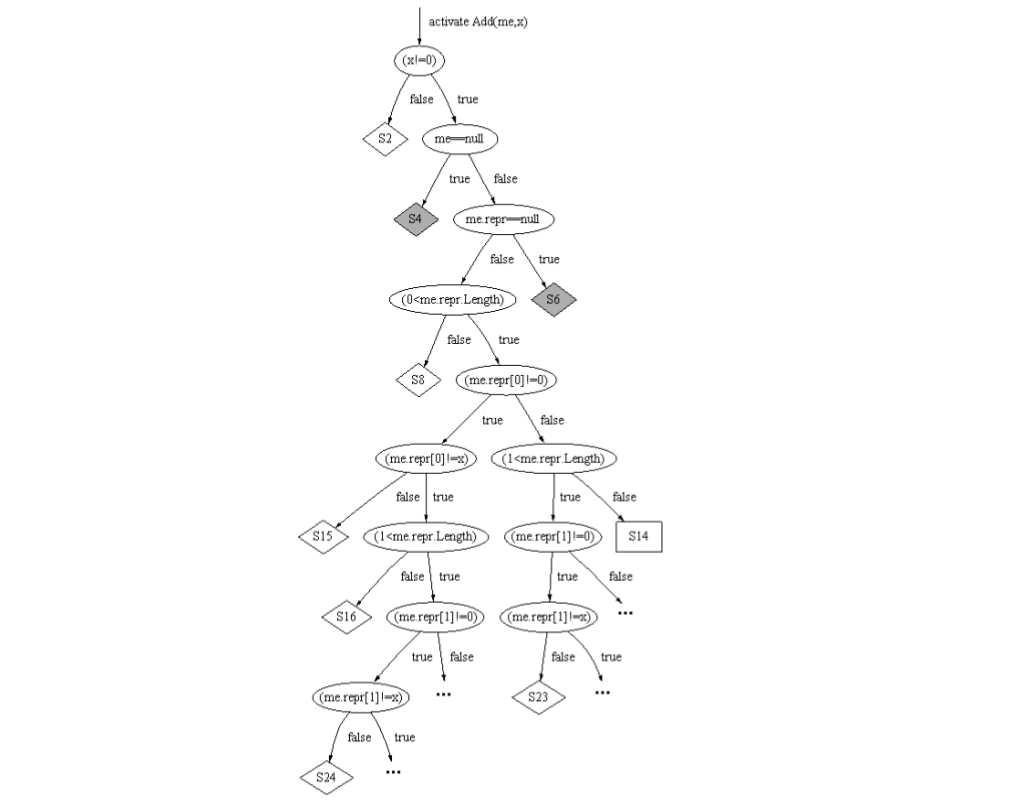 activate Add(me,x)
(x!=0)
false true
S2 me==null
true false
S4 me.repr==null
false true
(0<me.repr.Length) S6
false true
S8 (me.repr[0]!=0)
true false
(me.repr[0]!=x) (1<me.repr.Length)
false true true false
S15 (1<me.repr.Length) (me.repr[1]!=0) S14
false true true false
S16 (me.repr[1]!=0) (me.repr[1]!=x) ...
true false false true
(me.repr[1]!=x) ... S23 ...
false true
S24 ...